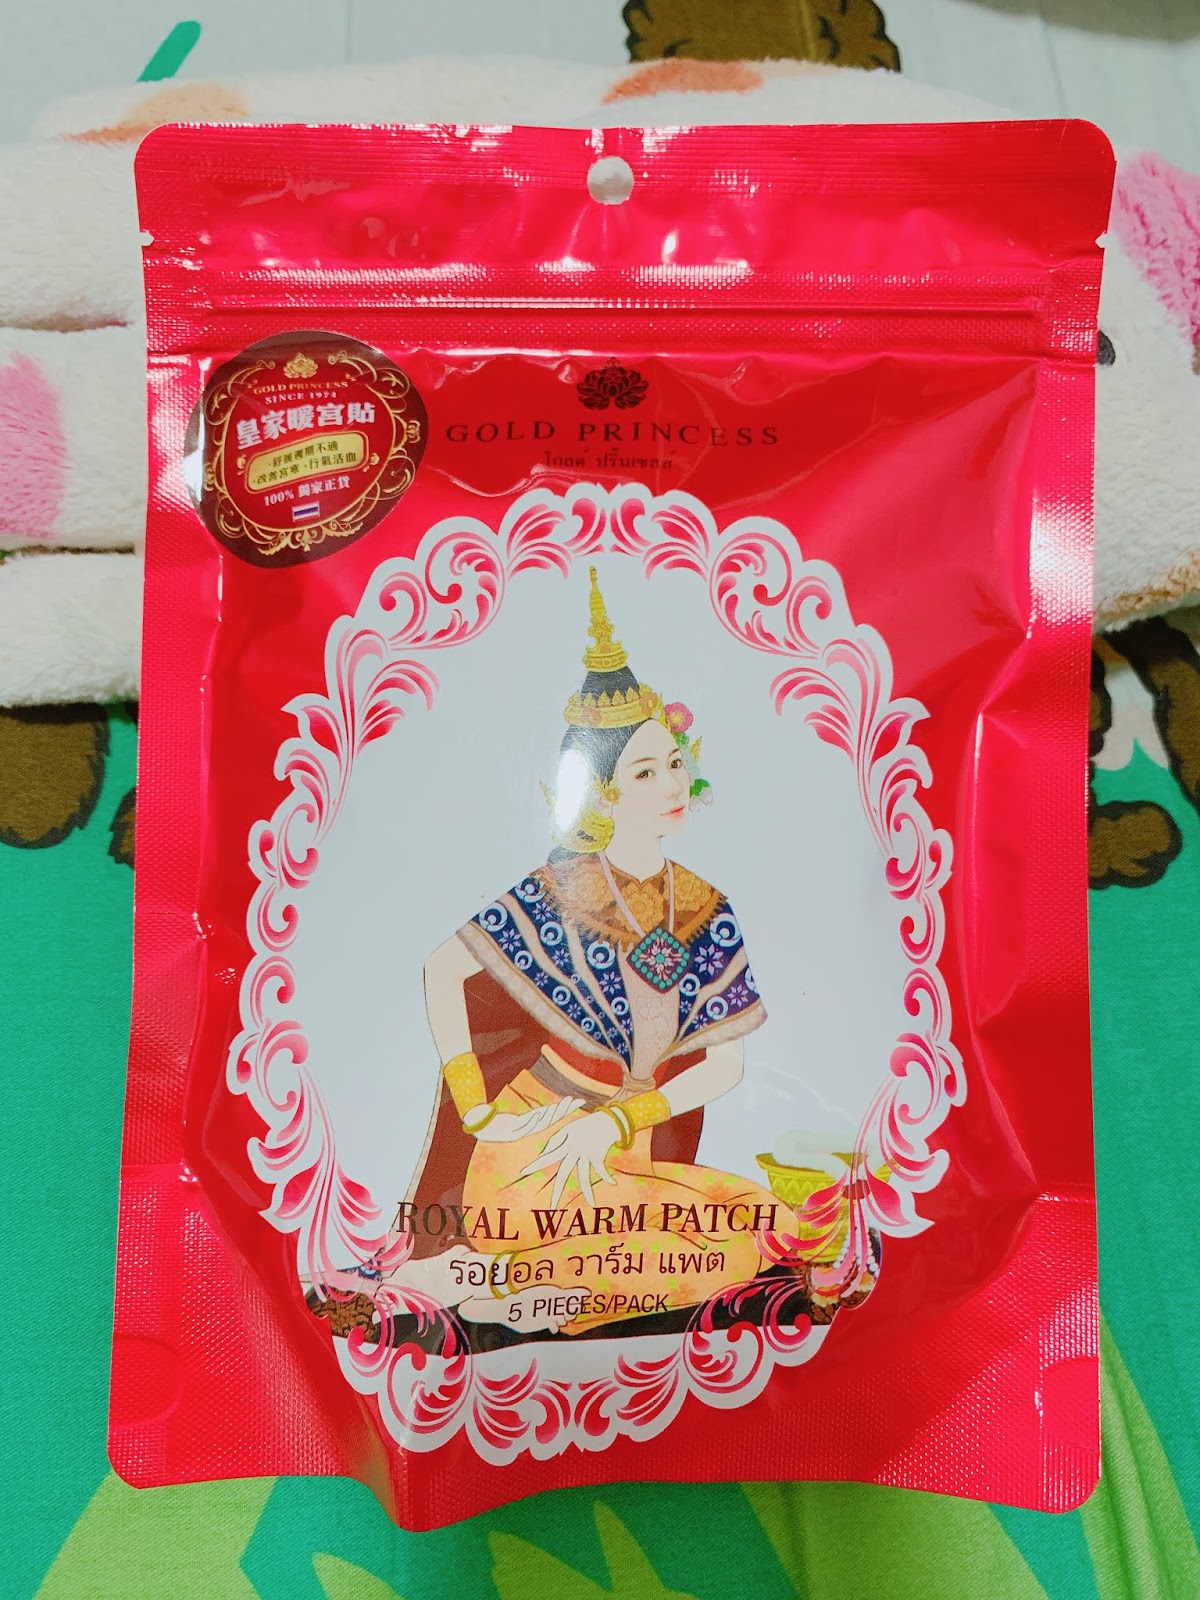 GOLD PRINCESS
SINCE 1974
皇家暖宮貼
·舒緩週期不適
·改善宮寒·行氣活血
100% 獨家正貨
GOLD PRINCESS
โกลด์ ปริ๊นเซสส์
ROYAL WARM PATCH
รอยอล วาร์ม แพต
5 PIECES/PACK